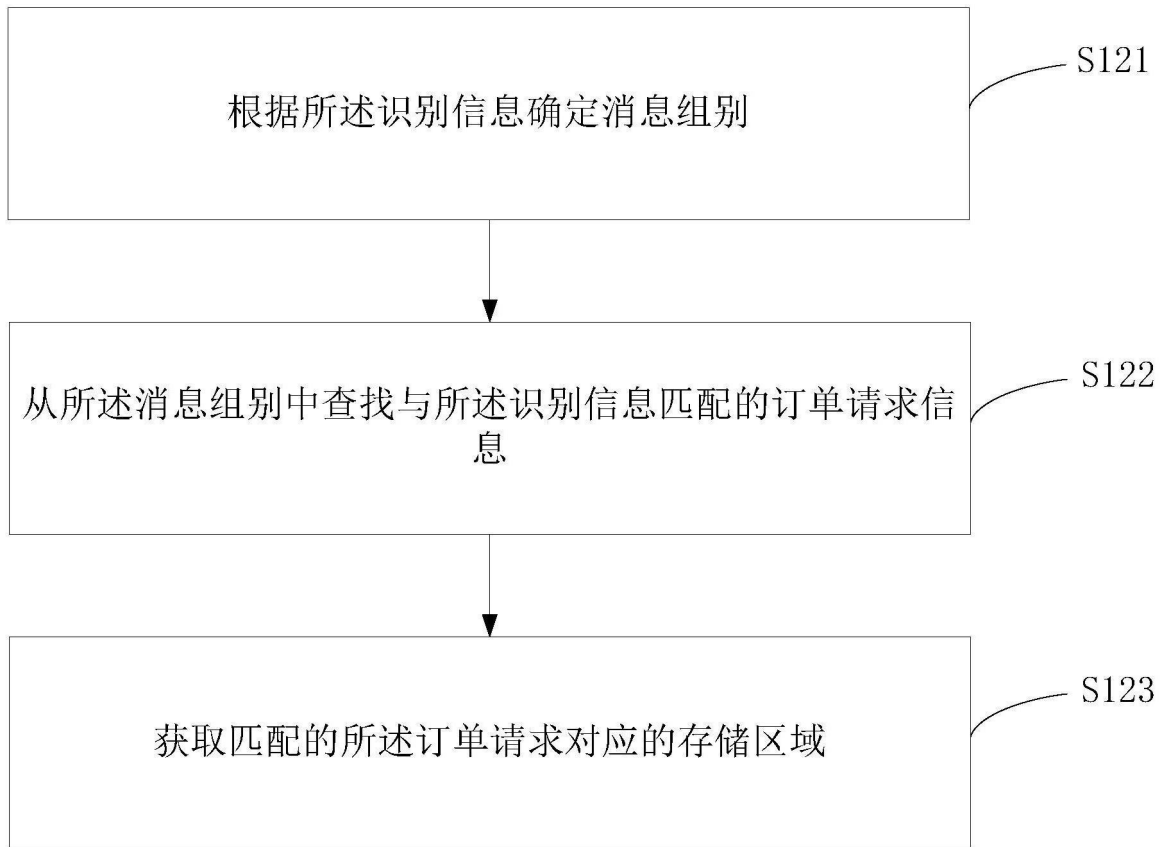 根据所述识别信息确定消息组别
S121
从所述消息组别中查找与所述识别信息匹配的订单请求信
息
S122
获取匹配的所述订单请求对应的存储区域
S123